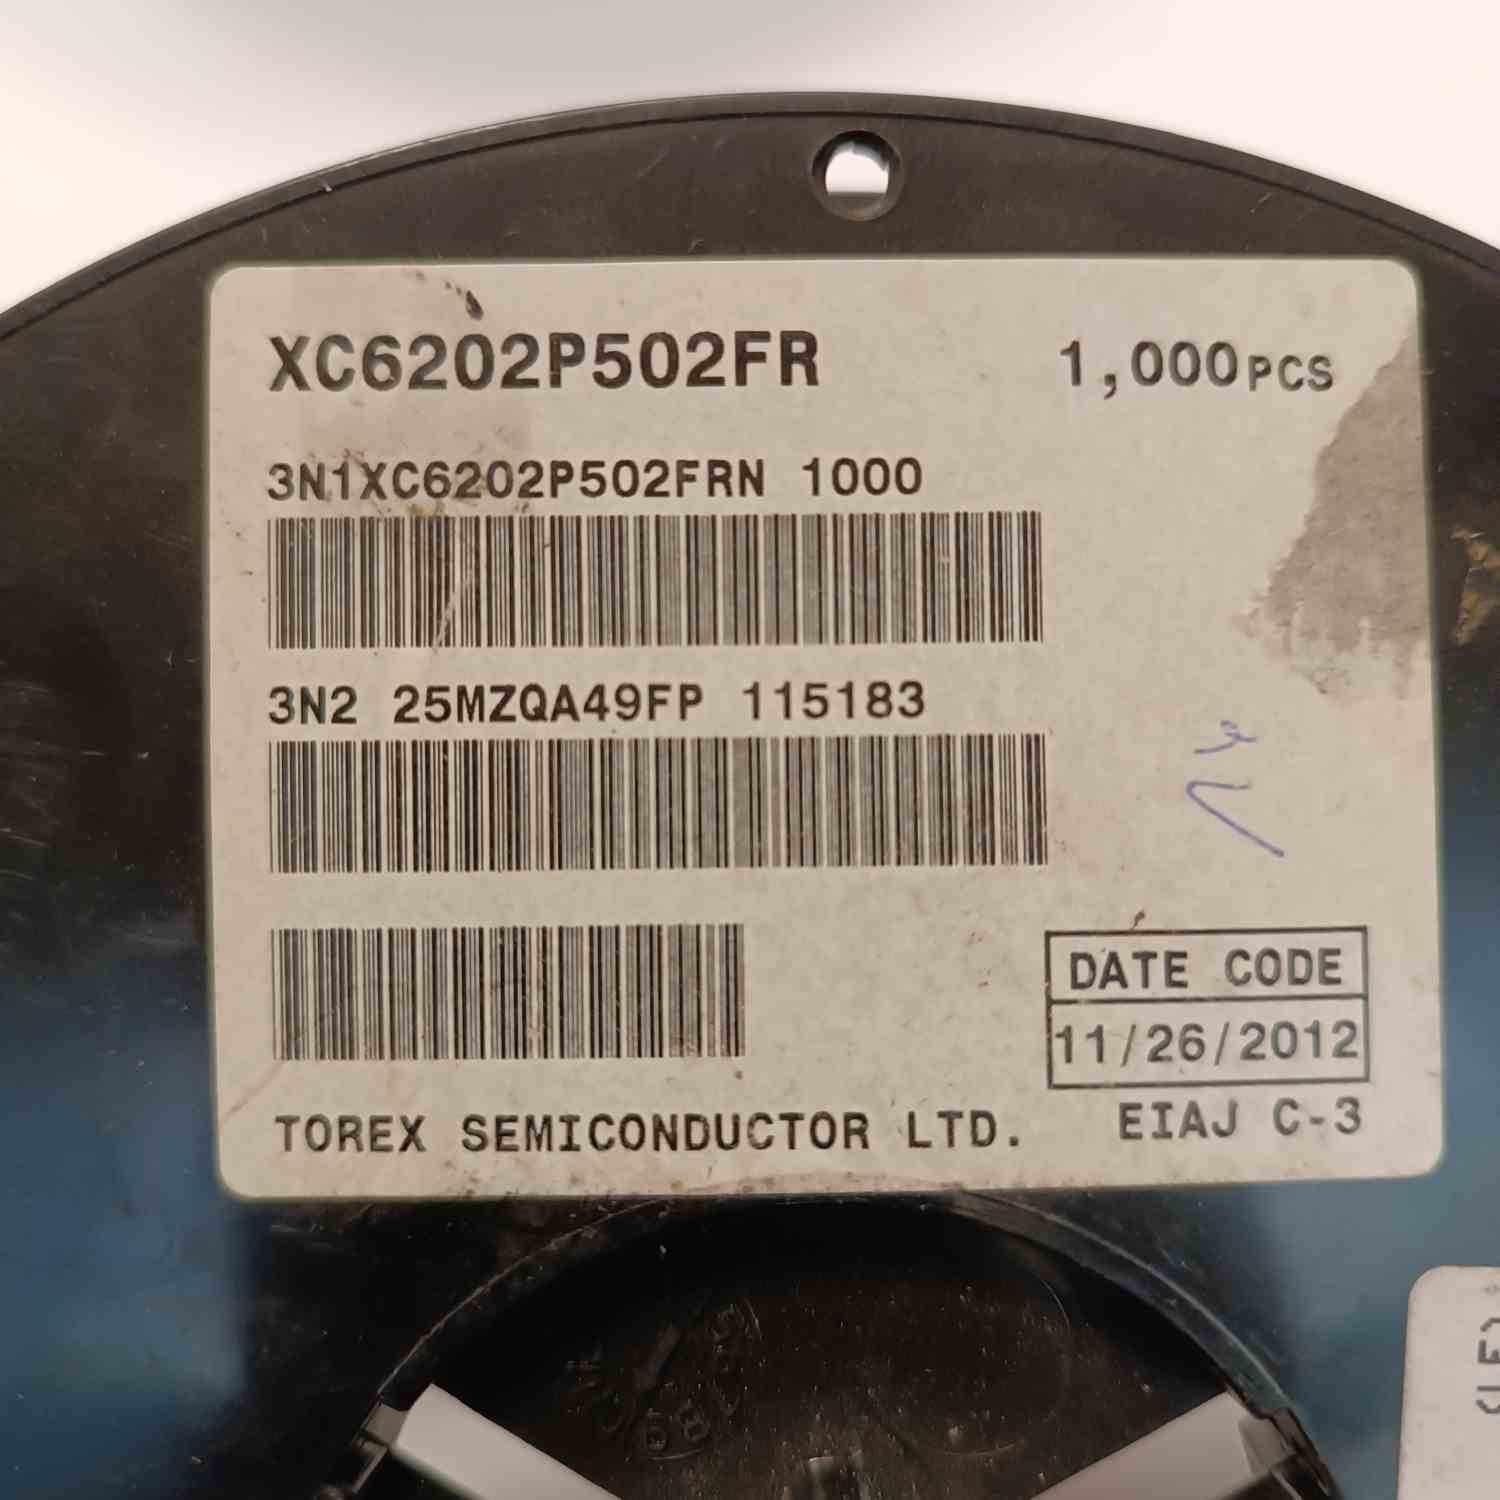 XC6202P502FR 1,000PCS
3N1XC6202P502FRN 1000
3N2 25MZQA49FP 115183
DATE CODE
11/26/2012
TOREX SEMICONDUCTOR LTD. EIAJ C-3